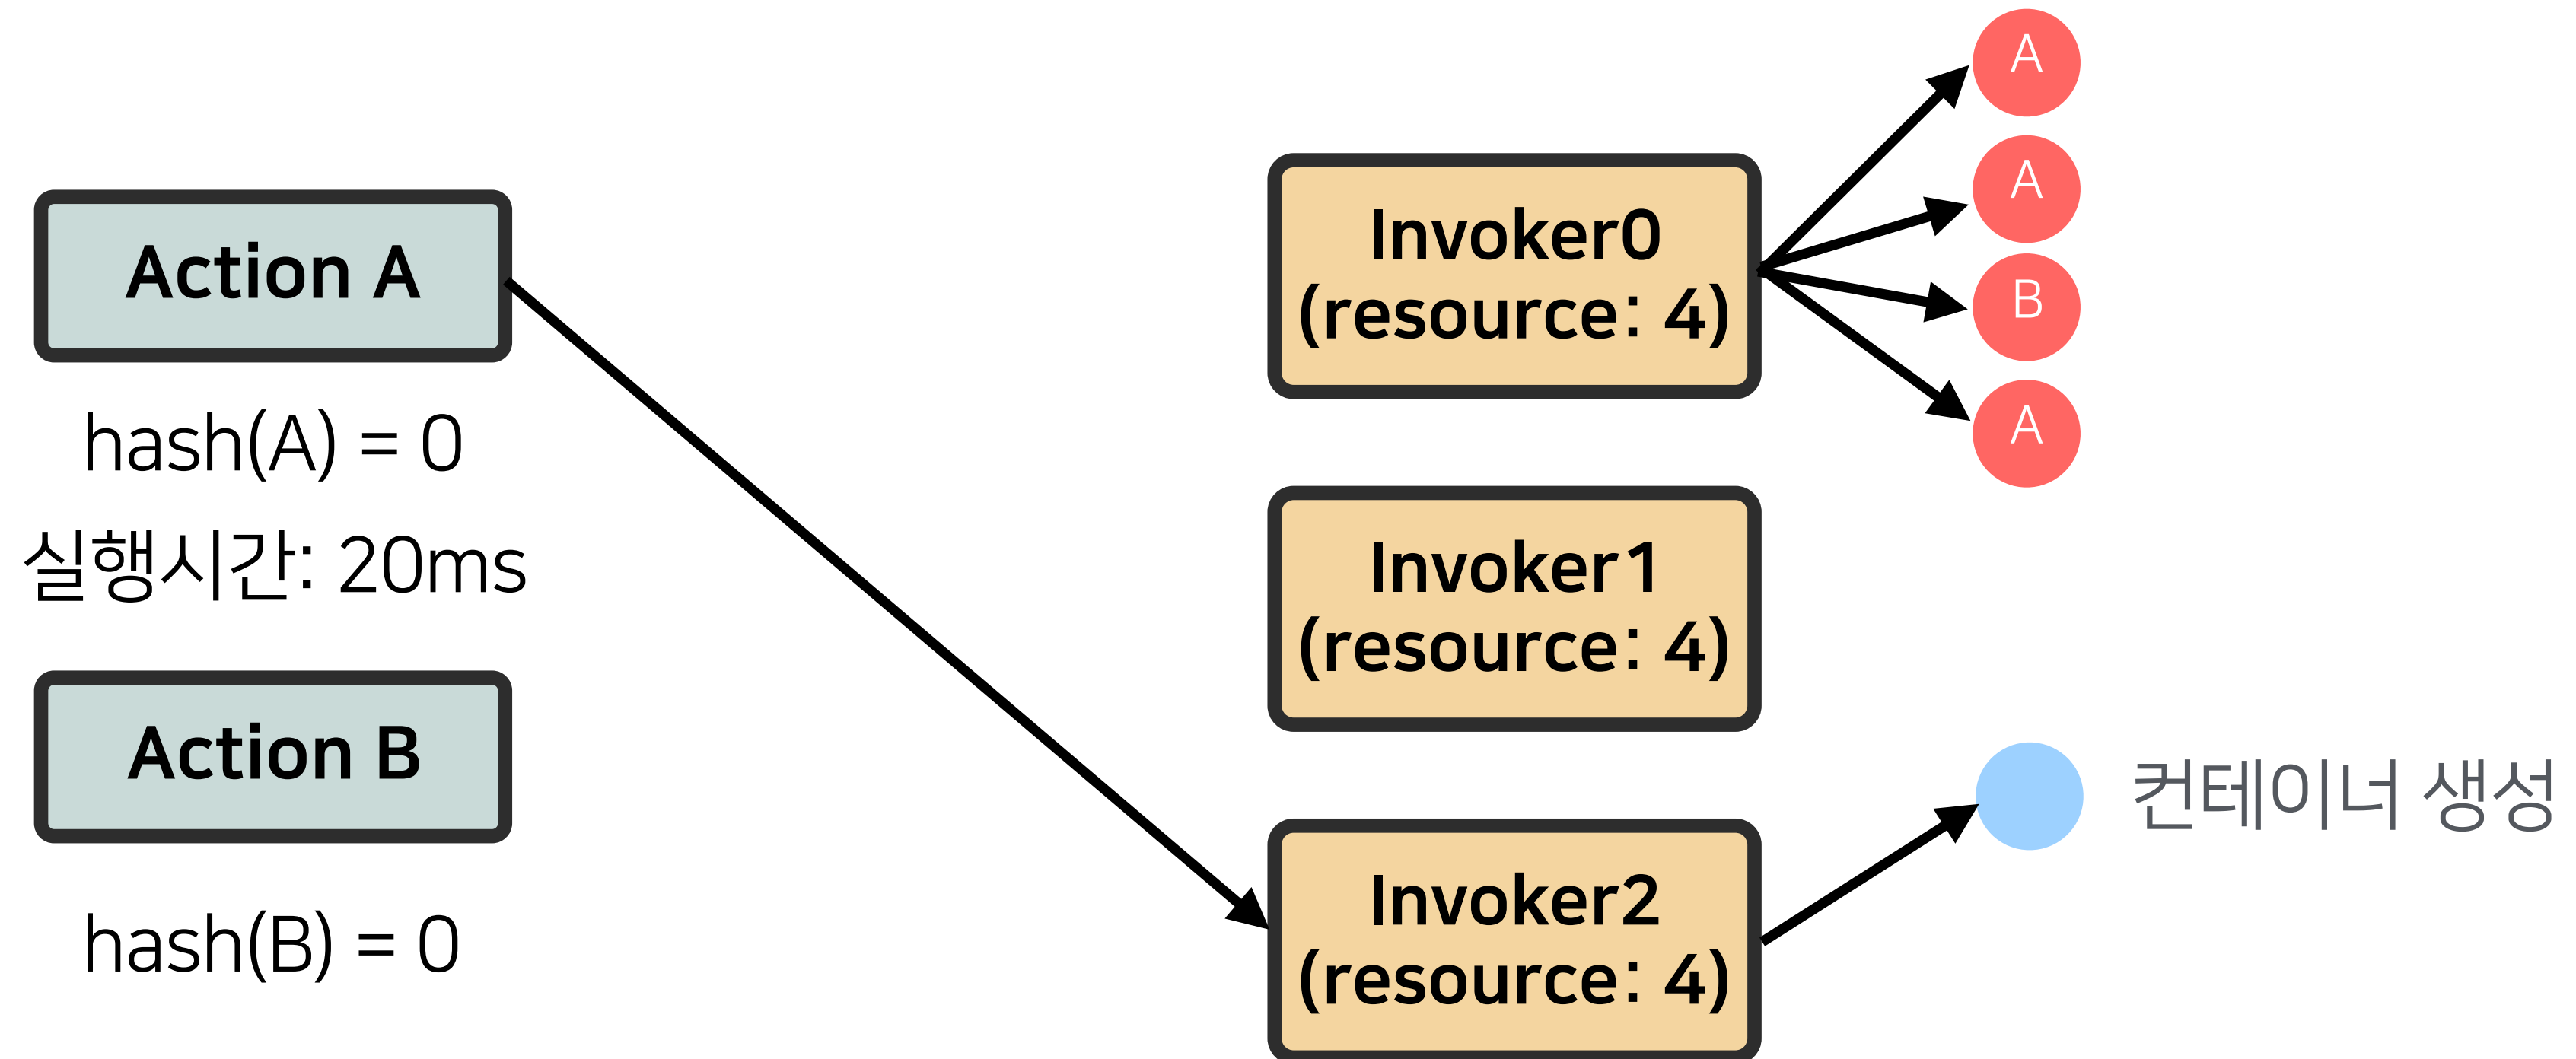 Action A
hash(A) = 0
실행시간: 20ms
Action B
hash(B) = 0
Invoker0
(resource: 4)
Invoker1
(resource: 4)
Invoker2
(resource: 4)
A
A
B
A
컨테이너 생성